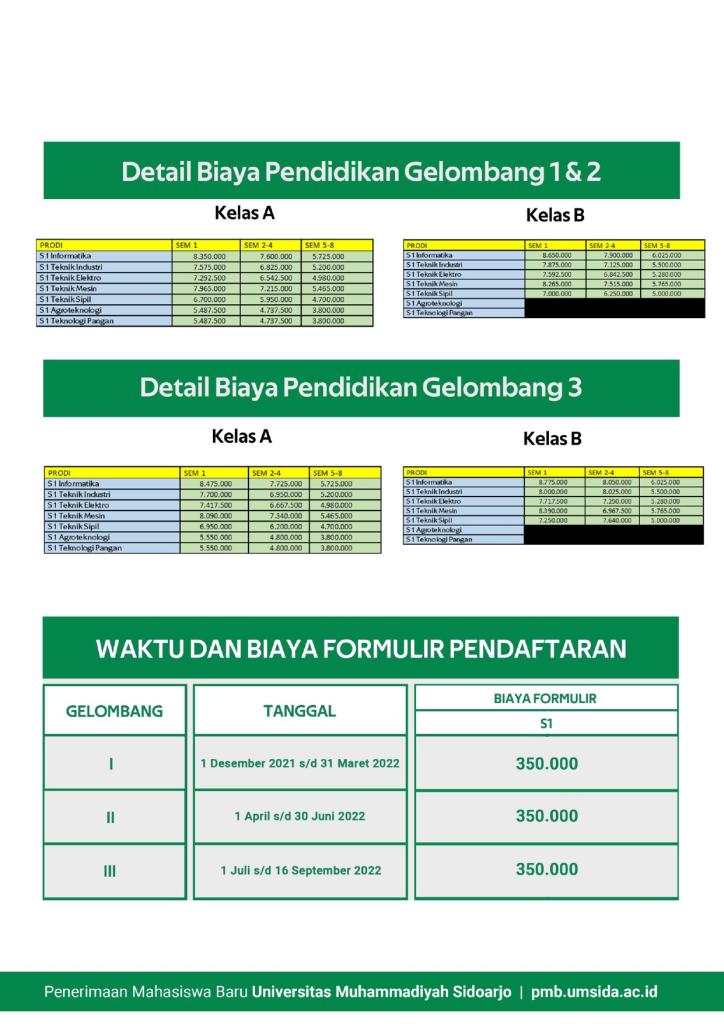 Detail Biaya Pendidikan Gelombang 1 & 2
Kelas A
PRODI SEM 1 SEM 2-4 SEM 5-8
S1 Informatika 8.350.000 7.600.000 5.725.000
S1 Teknik Industri 7.575.000 6.825.000 5.200.000
S1 Teknik Elektro 7.292.500 6.542.500 4.980.000
S1 Teknik Mesin 7.965.000 7.215.000 5.465.000
S1 Teknik Sipil 6.700.000 5.950.000 4.700.000
S1 Agroteknologi 5.487.500 4.737.500 3.800.000
S1 Teknologi Pangan 5.487.500 4.737.500 3.800.000
Kelas B
PRODI SEM 1 SEM 2-4 SEM 5-8
S1 Informatika 8.650.000 7.900.000 6.025.000
S1 Teknik Industri 7.875.000 7.125.000 5.500.000
S1 Teknik Elektro 7.592.500 6.842.500 5.280.000
S1 Teknik Mesin 8.265.000 7.515.000 5.765.000
S1 Teknik Sipil 7.000.000 6.250.000 5.000.000
S1 Agroteknologi
S1 Teknologi Pangan
Detail Biaya Pendidikan Gelombang 3
Kelas A
PRODI SEM 1 SEM 2-4 SEM 5-8
S1 Informatika 8.475.000 7.725.000 5.725.000
S1 Teknik Industri 7.700.000 6.950.000 5.200.000
S1 Teknik Elektro 7.417.500 6.667.500 4.980.000
S1 Teknik Mesin 8.090.000 7.340.000 5.465.000
S1 Teknik Sipil 6.950.000 6.200.000 4.700.000
S1 Agroteknologi 5.550.000 4.800.000 3.800.000
S1 Teknologi Pangan 5.550.000 4.800.000 3.800.000
Kelas B
PRODI SEM 1 SEM 2-4 SEM 5-8
S1 Informatika 8.775.000 8.050.000 6.025.000
S1 Teknik Industri 8.000.000 8.025.000 5.500.000
S1 Teknik Elektro 7.717.500 7.250.000 5.280.000
S1 Teknik Mesin 8.390.000 6.967.500 5.765.000
S1 Teknik Sipil 7.250.000 7.640.000 5.000.000
S1 Agroteknologi
S1 Teknologi Pangan
WAKTU DAN BIAYA FORMULIR PENDAFTARAN
GELOMBANG TANGGAL BIAYA FORMULIR
S1
I 1 Desember 2021 s/d 31 Maret 2022 350.000
II 1 April s/d 30 Juni 2022 350.000
III 1 Juli s/d 16 September 2022 350.000
Penerimaan Mahasiswa Baru Universitas Muhammadiyah Sidoarjo | pmb.umsida.ac.id